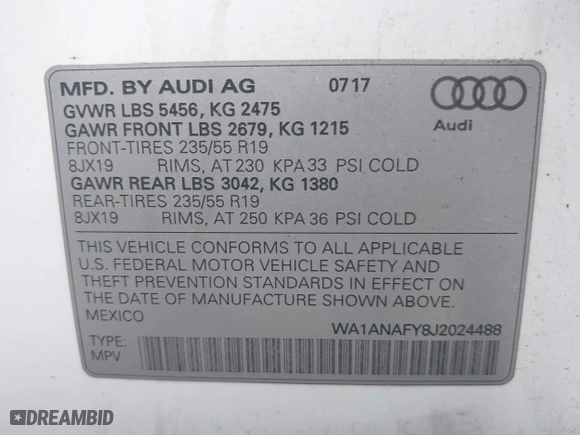 MFD. BY AUDI AG 0717
GVWR LBS 5456, KG 2475
GAWR FRONT LBS 2679, KG 1215
Audi
FRONT-TIRES 235/55 R19
8JX19 RIMS, AT 230 KPA 33 PSI COLD
GAWR REAR LBS 3042, KG 1380
REAR-TIRES 235/55 R19
8JX19 RIMS, AT 250 KPA 36 PSI COLD
THIS VEHICLE CONFORMS TO ALL APPLICABLE
U.S. FEDERAL MOTOR VEHICLE SAFETY AND
THEFT PREVENTION STANDARDS IN EFFECT ON
THE DATE OF MANUFACTURE SHOWN ABOVE.
MEXICO
WA1ANAFY8J2024488
TYPE:
MPV
DREAMBID